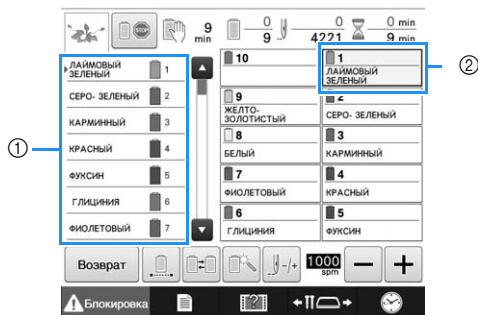 9 min
0 9
0 4221
0 min 9 min
①
ЛАЙМОВЫЙ ЗЕЛЕНЫЙ 1
СЕРО- ЗЕЛЕНЫЙ 2
КАРМИННЫЙ 3
КРАСНЫЙ 4
ФУКСИН 5
ГЛИЦИНИЯ 6
ФИОЛЕТОВЫЙ 7
10
1
ЛАЙМОВЫЙ
ЗЕЛЕНЫЙ
②
9
ЖЕЛТО-
ЗОЛОТИСТЫЙ
2
СЕРО- ЗЕЛЕНЫЙ
8
БЕЛЫЙ
3
КАРМИННЫЙ
7
ФИОЛЕТОВЫЙ
4
КРАСНЫЙ
6
ГЛИЦИНИЯ
5
ФУКСИН
Возврат
-/+
1000
spm
− +
Блокировка
?